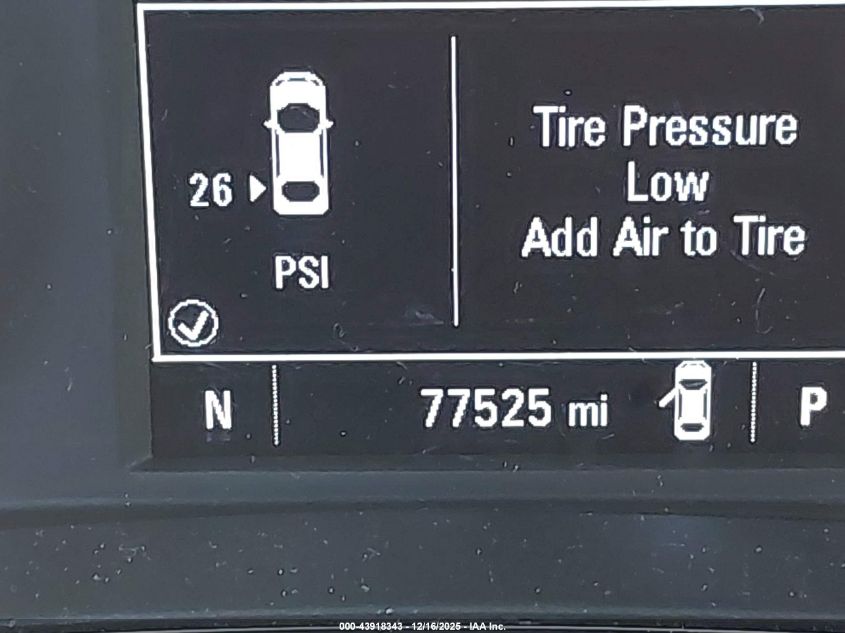 26
PSI
Tire Pressure
Low
Add Air to Tire
N
77525 mi
P
000-43918343 - 12/16/2025 - IAA Inc.